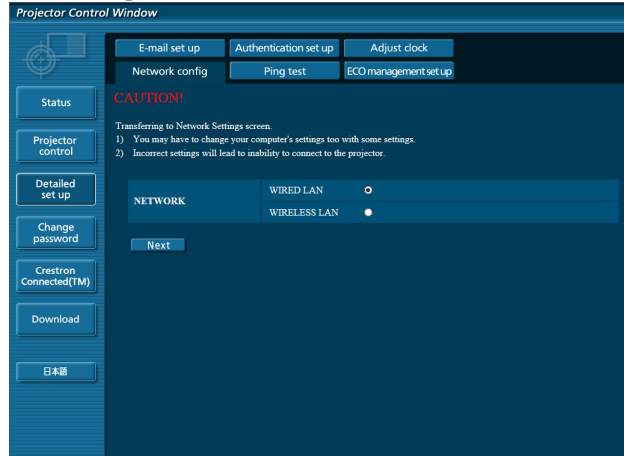 Projector Control Window
E-mail set up
Authentication set up
Adjust clock
Network config
Ping test
ECO management set up
Status
Projector
control
Detailed
set up
Change
password
Crestron
Connected(TM)
Download
日本語
CAUTION!
Transferring to Network Settings screen.
1) You may have to change your computer's settings too with some settings.
2) Incorrect settings will lead to inability to connect to the projector.
NETWORK
WIRED LAN
WIRELESS LAN
Next